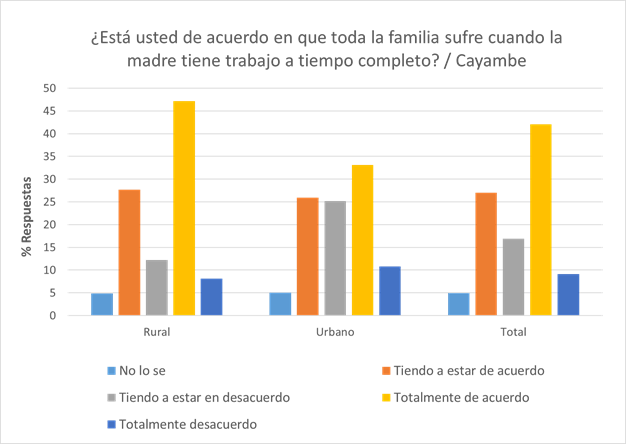 ¿Está usted de acuerdo en que toda la familia sufre cuando la
madre tiene trabajo a tiempo completo? / Cayambe
50
45
40
35
30
25
20
15
10
5
0
% Respuestas
Rural
Urbano
Total
No lo se
Tiendo a estar de acuerdo
Tiendo a estar en desacuerdo
Totalmente de acuerdo
Totalmente desacuerdo